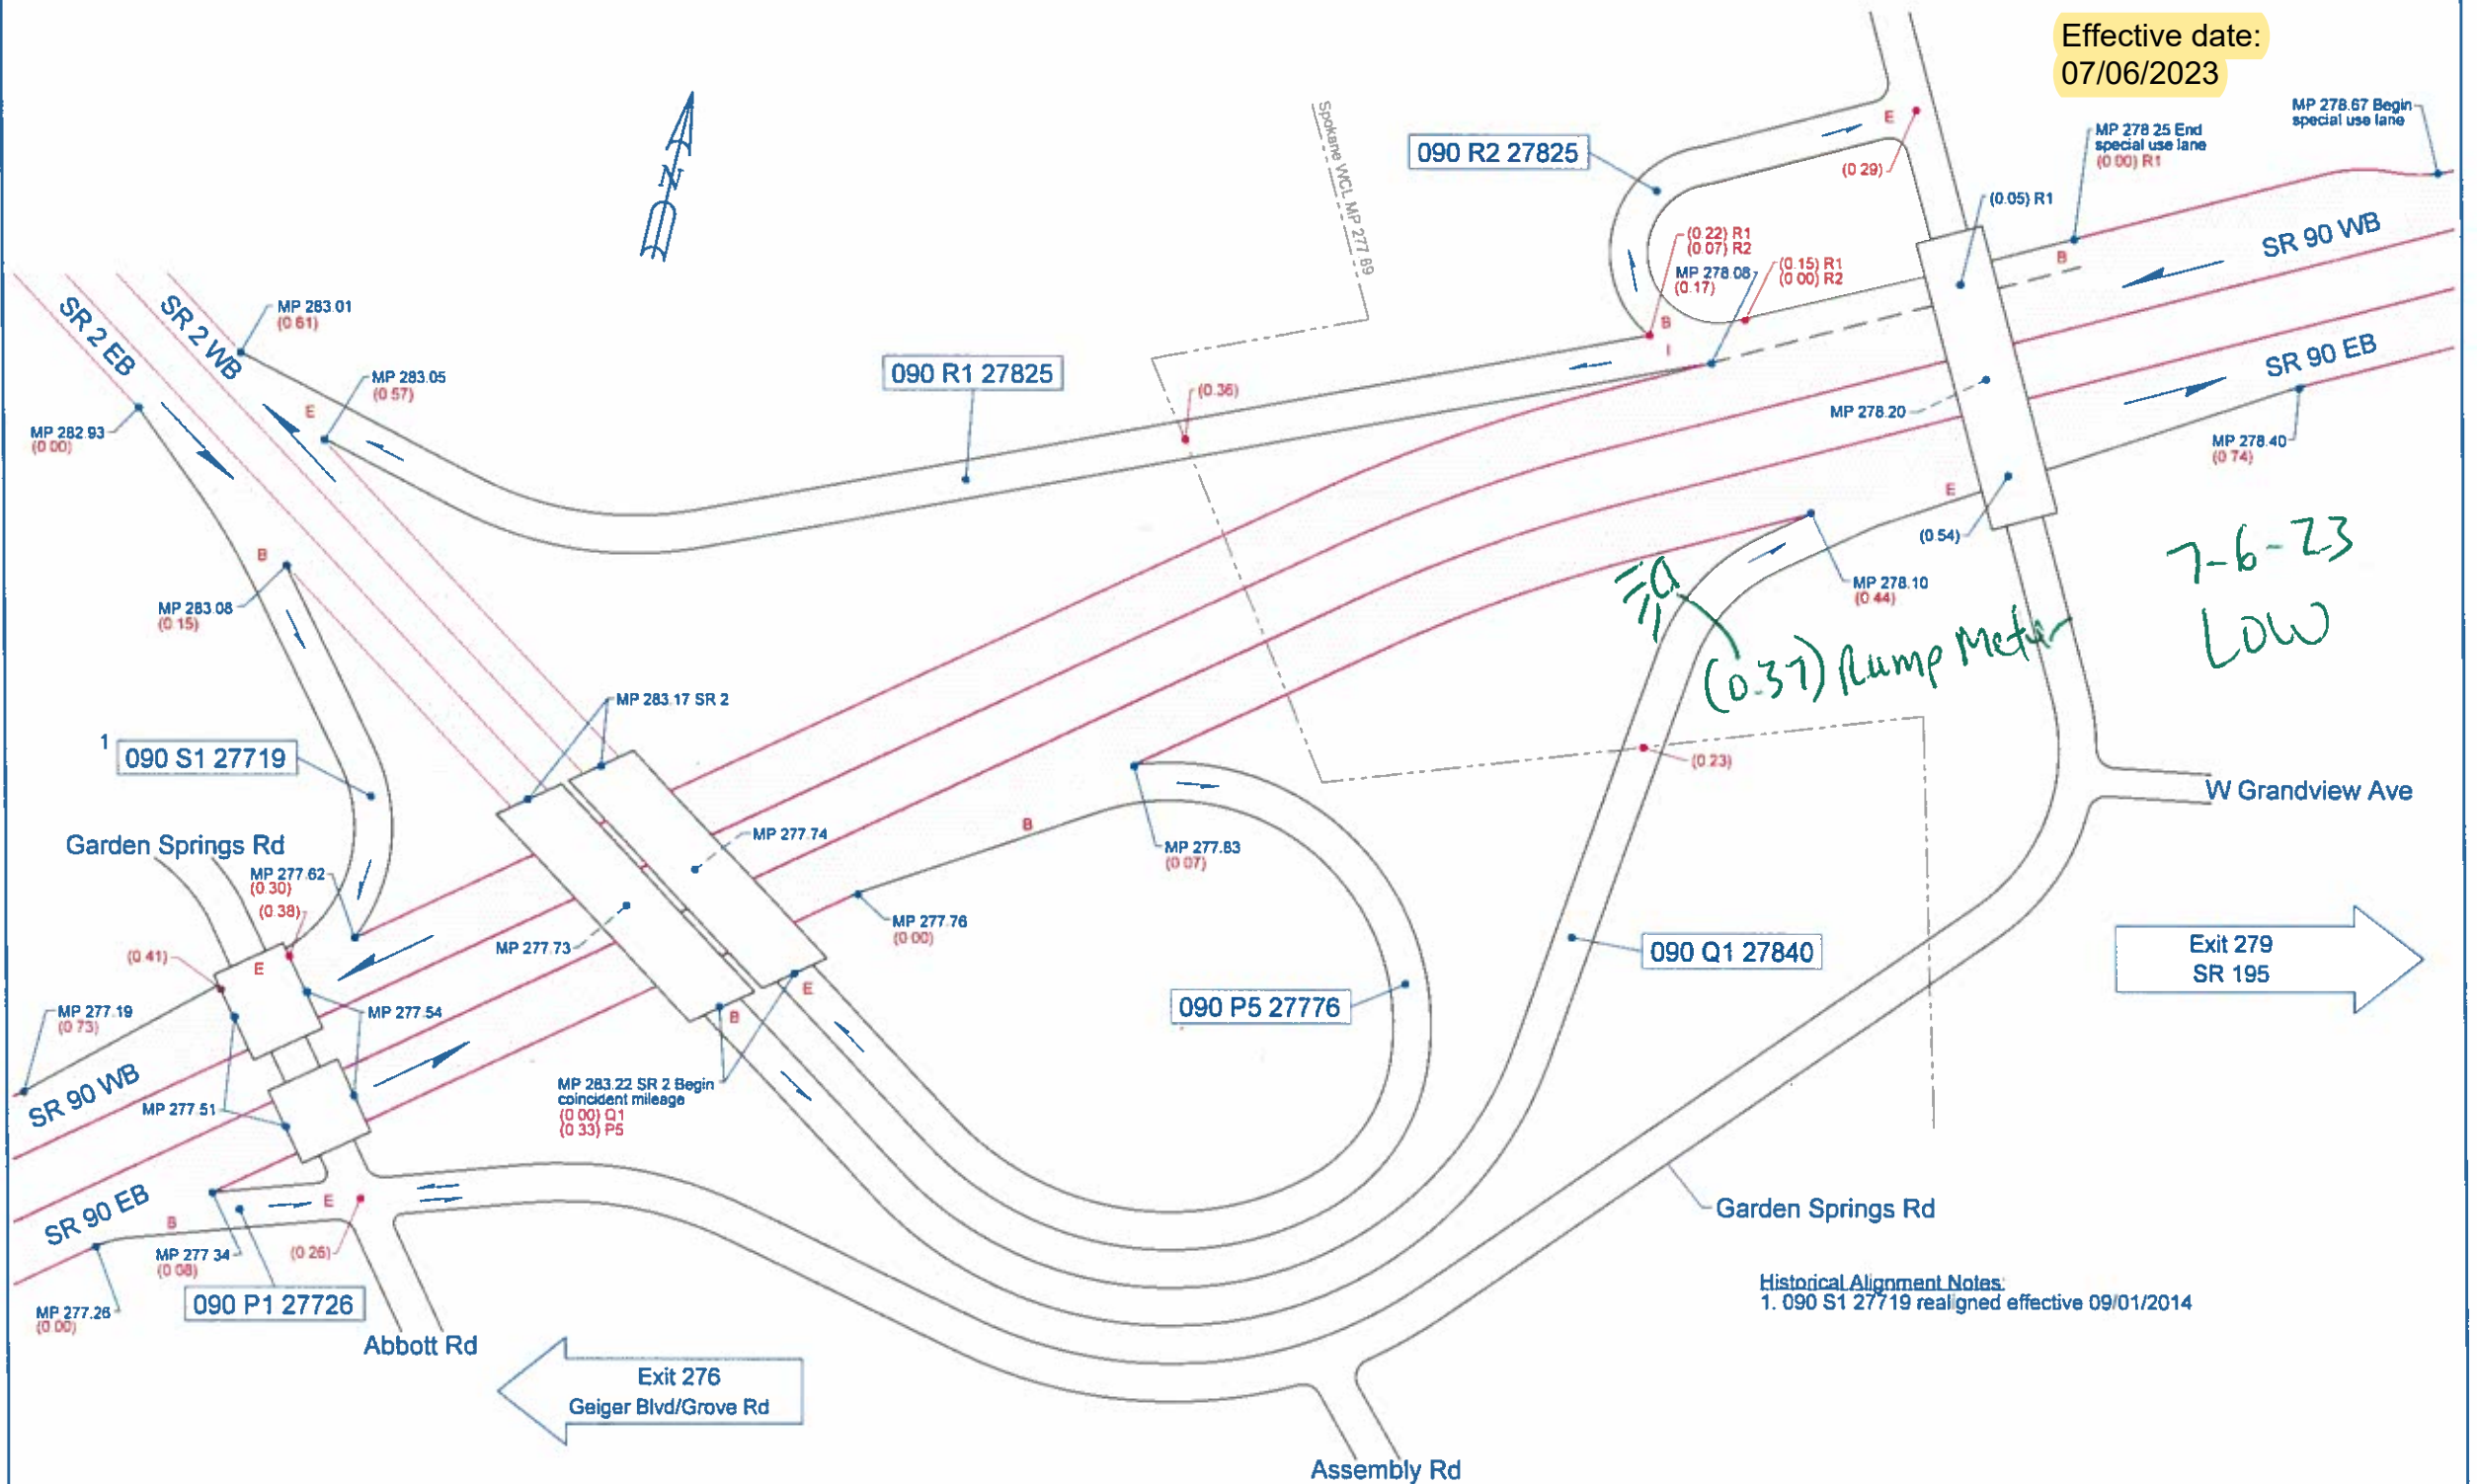 Effective date:
07/06/2023
MP 278.67 Begin
special use lane
MP 278 25 End
special use lane
(0 00) R1
090 R2 27825
E
(0 29)
(0.05) R1
Spokane WCL MP 277 69
B
SR 90 WB
(0 22) R1
(0 07) R2
MP 278.08
(0.17)
(0.15) R1
(0 00) R2
N
B
I
SR 2 EB
SR 2 WB
MP 283.01
(0 61)
MP 283.05
(0 57)
E
090 R1 27825
(0.36)
SR 90 EB
MP 278.20
MP 282.93
(0 00)
MP 278.40
(0 74)
E
(0.54)
B
MP 283.08
(0 15)
MP 278.10
(0 44)
7-6-23
LOW
(0.37) Rump Meter
MP 283.17 SR 2
1
090 S1 27719
(0.23)
W Grandview Ave
Garden Springs Rd
MP 277.62
(0 30)
(0 38)
MP 277.74
B
MP 277.83
(0 07)
MP 277.76
(0 00)
MP 277.73
(0 41)
E
090 Q1 27840
Exit 279
SR 195
090 P5 27776
E
B
MP 277.19
(0 73)
MP 277.54
SR 90 WB
MP 277.51
MP 283.22 SR 2 Begin
coincident mileage
(0 00) Q1
(0 33) P5
SR 90 EB
B
E
MP 277 34
(0 08)
(0 26)
Garden Springs Rd
MP 277.26
(0 00)
090 P1 27726
Abbott Rd
Historical Alignment Notes:
1. 090 S1 27719 realigned effective 09/01/2014
Exit 276
Geiger Blvd/Grove Rd
Assembly Rd